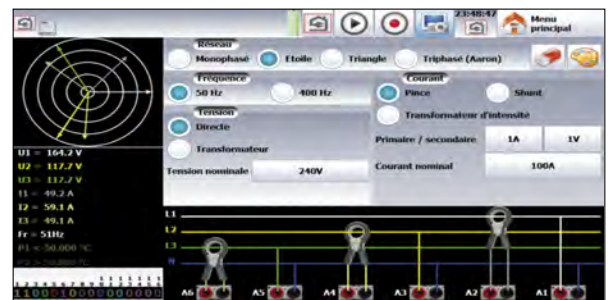 23:48:47
Menu principal
Réseau
Monophasé Etoile Triangle Triphasé (Aaron)
Fréquence
50 Hz 400 Hz
Courant
Pince Shunt
Transformateur d'intensité
Tension
Directe
Transformateur
Primaire / secondaire 1A 1V
Tension nominale 240V
Courant nominal 100A
U1 = 164.2 V
U2 = 117.7 V
U3 = 117.7 V
I1 = 49.2 A
I2 = 59.1 A
I3 = 49.1 A
Fr = 51Hz
P1 <-50.000 °C
L1
L2
L3
N
A6 A5 A4 A3 A2 A1